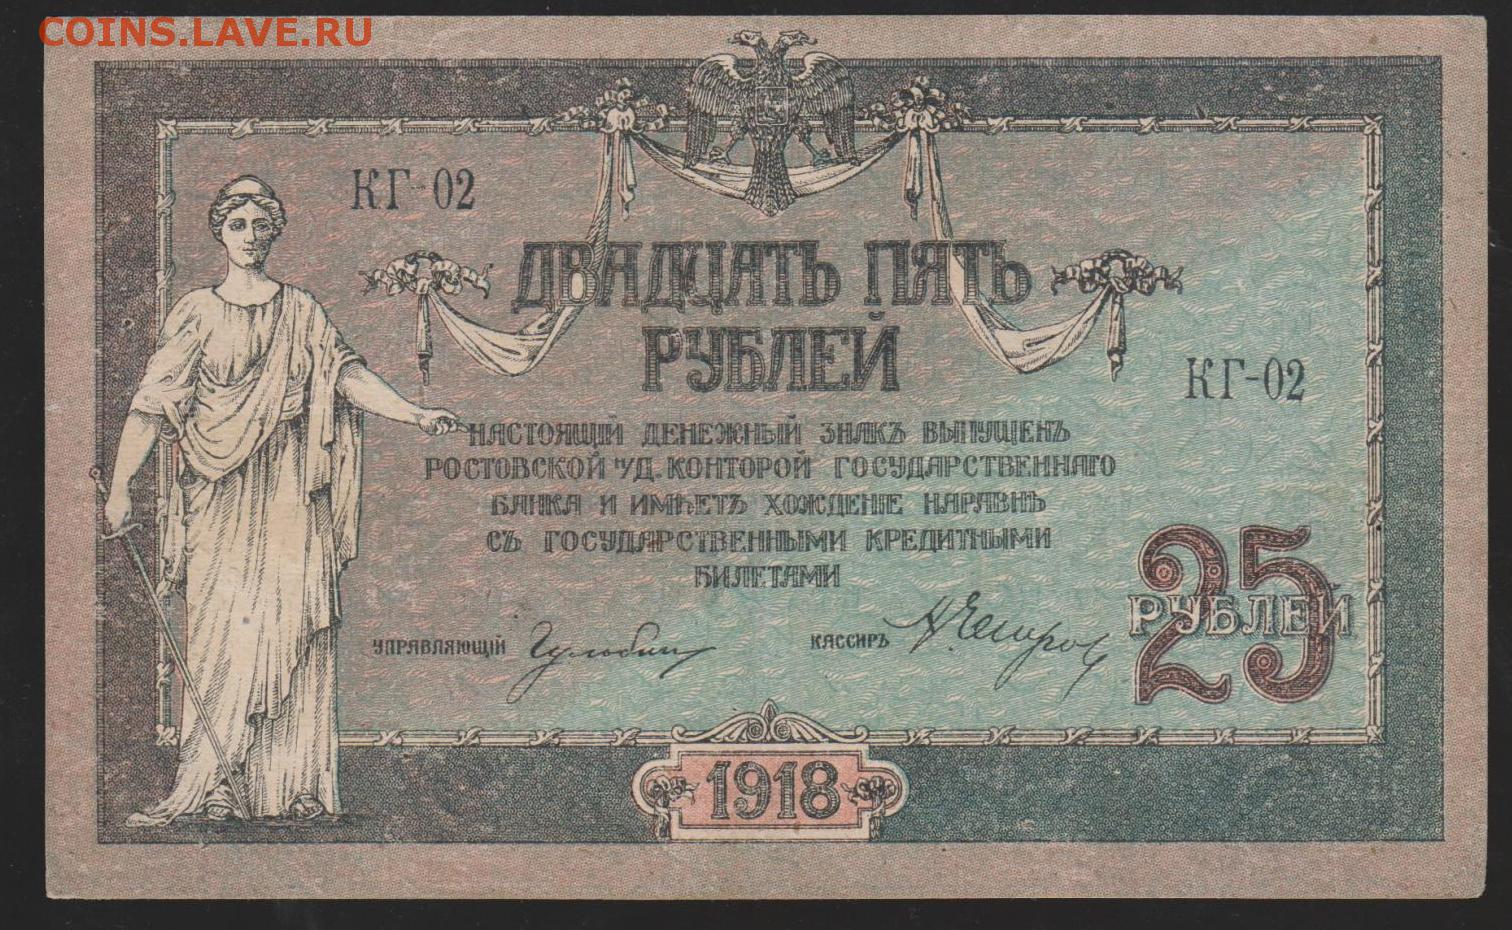 COINS.LAVE.RU
КГ-02
ДВАДЦАТЬ ПЯТЬ
РУБЛЕЙ
КГ-02
НАСТОЯЩІЙ ДЕНЕЖНЫЙ ЗНАКЪ ВЫПУЩЕНЪ
РОСТОВСКОЙ н/Д. КОНТОРОЙ ГОСУДАРСТВЕННАГО
БАНКА И ИМѢЕТЪ ХОЖДЕНІЕ НАРАВНѢ
СЪ ГОСУДАРСТВЕННЫМИ КРЕДИТНЫМИ
БИЛЕТАМИ
25
РУБЛЕЙ
УПРАВЛЯЮЩІЙ КАССИРЪ
1918